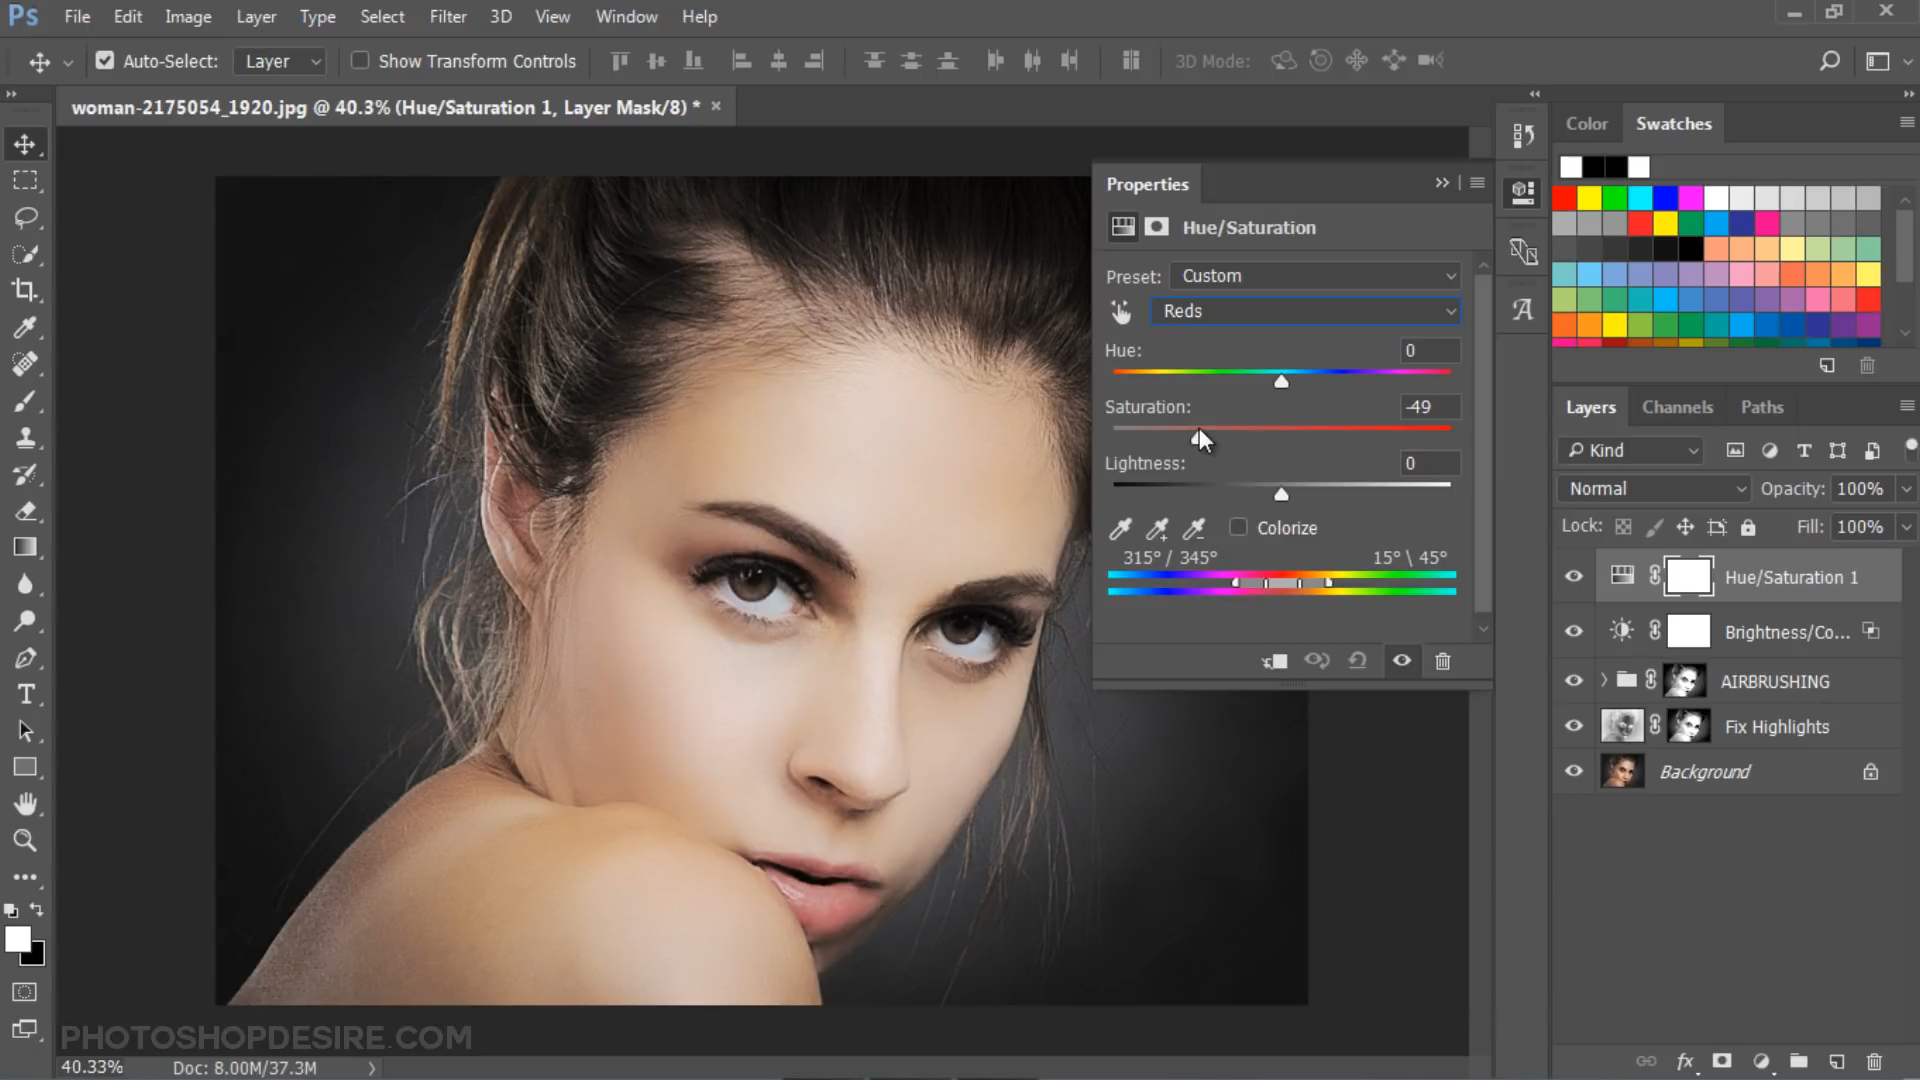 Ps File Edit Image Layer Type Select Filter 3D View Window Help
Auto-Select: Layer Show Transform Controls 3D Mode:
woman-2175054_1920.jpg @ 40.3% (Hue/Saturation 1, Layer Mask/8) * ×
Color Swatches
Properties
Hue/Saturation
Preset: Custom
Reds
Hue: 0
Saturation: -49
Lightness: 0
Colorize
315° / 345° 15° \ 45°
Layers Channels Paths
Kind
Normal Opacity: 100%
Lock: Fill: 100%
Hue/Saturation 1
Brightness/Co...
AIRBRUSHING
Fix Highlights
Background
PHOTOSHOPDESIRE.COM
40.33% Doc: 8.00M/37.3M